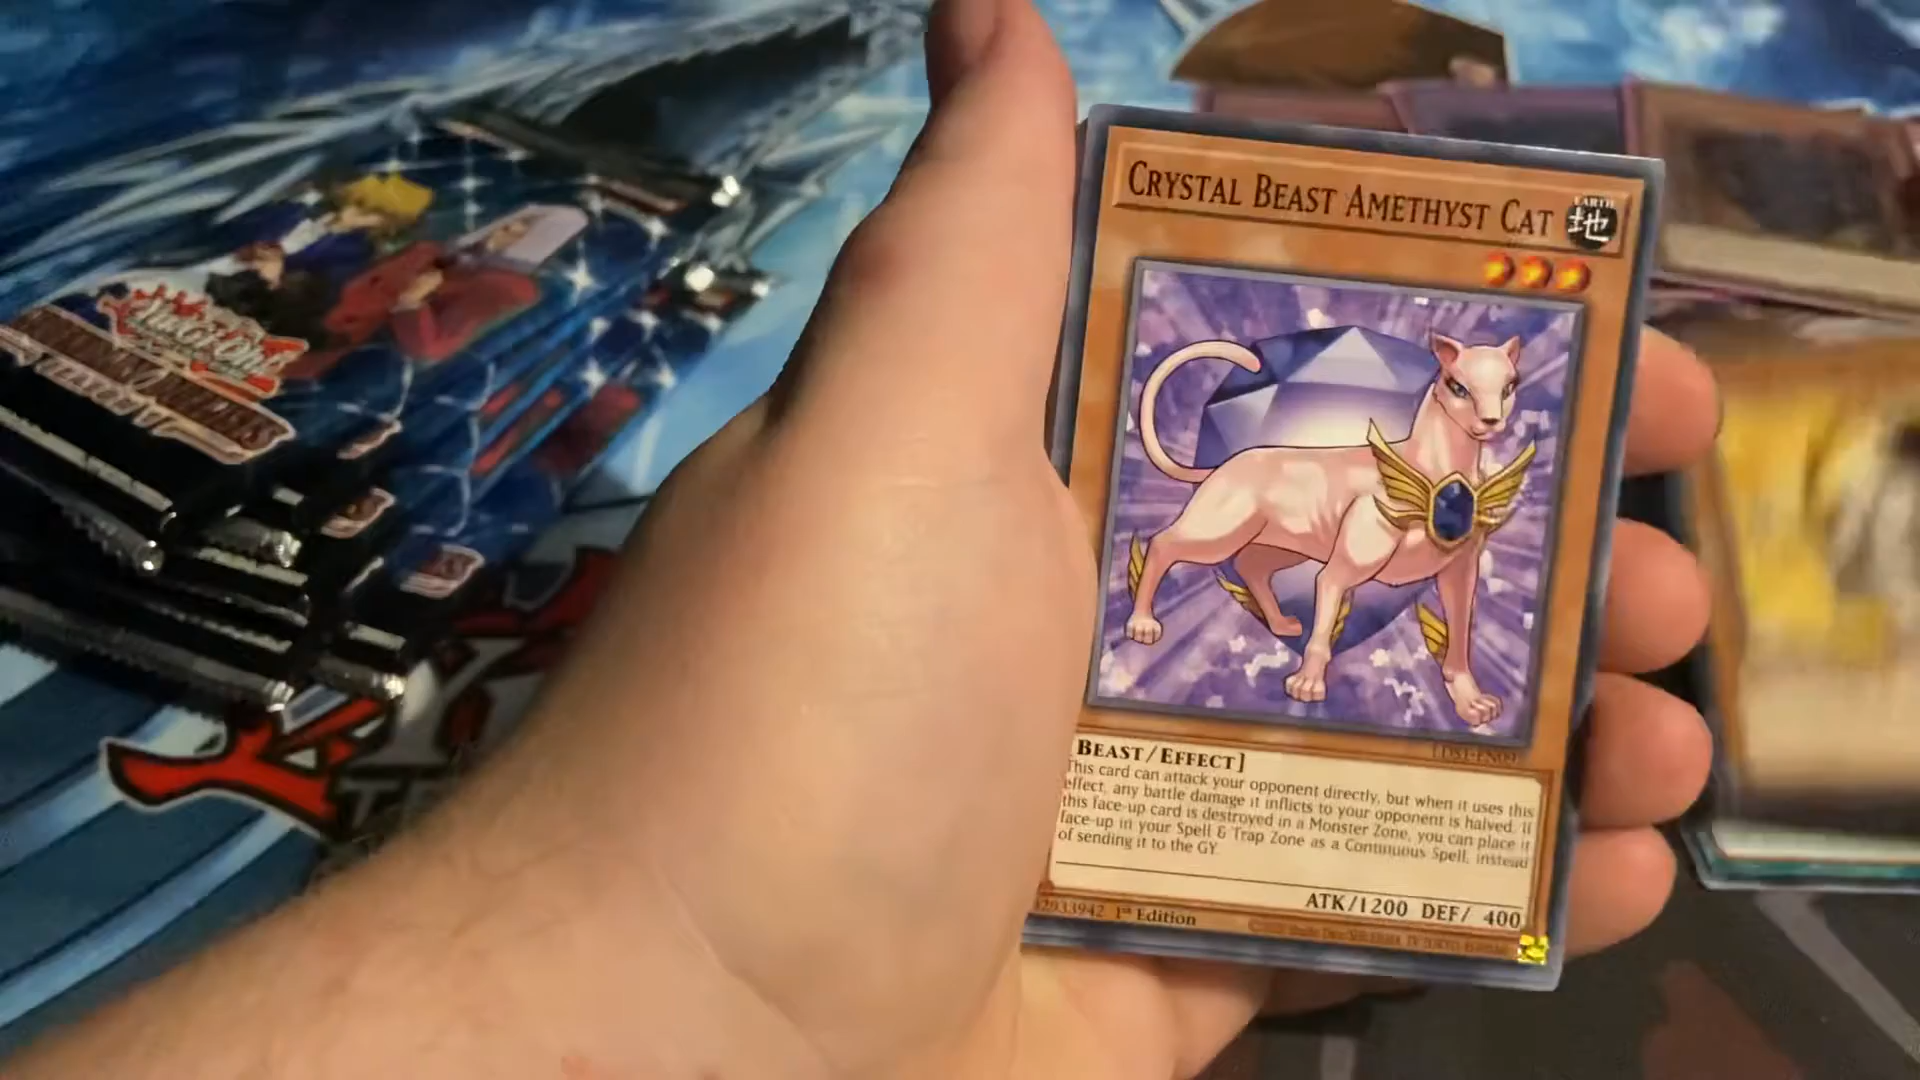 CRYSTAL BEAST AMETHYST CAT
EARTH
地
[BEAST/EFFECT]
This card can attack your opponent directly, but when it uses this
effect, any battle damage it inflicts to your opponent is halved. If
this face-up card is destroyed in a Monster Zone, you can place it
face-up in your Spell & Trap Zone as a Continuous Spell, instead
of sending it to the GY.
ATK/1200 DEF/ 400
1st Edition
Yu-Gi-Oh!